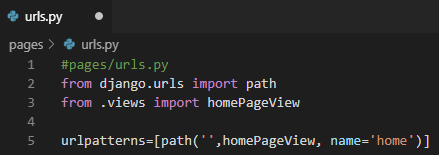 urls.py
pages > urls.py
1 #pages/urls.py
2 from django.urls import path
3 from .views import homePageView
4
5 urlpatterns=[path('',homePageView, name='home')]